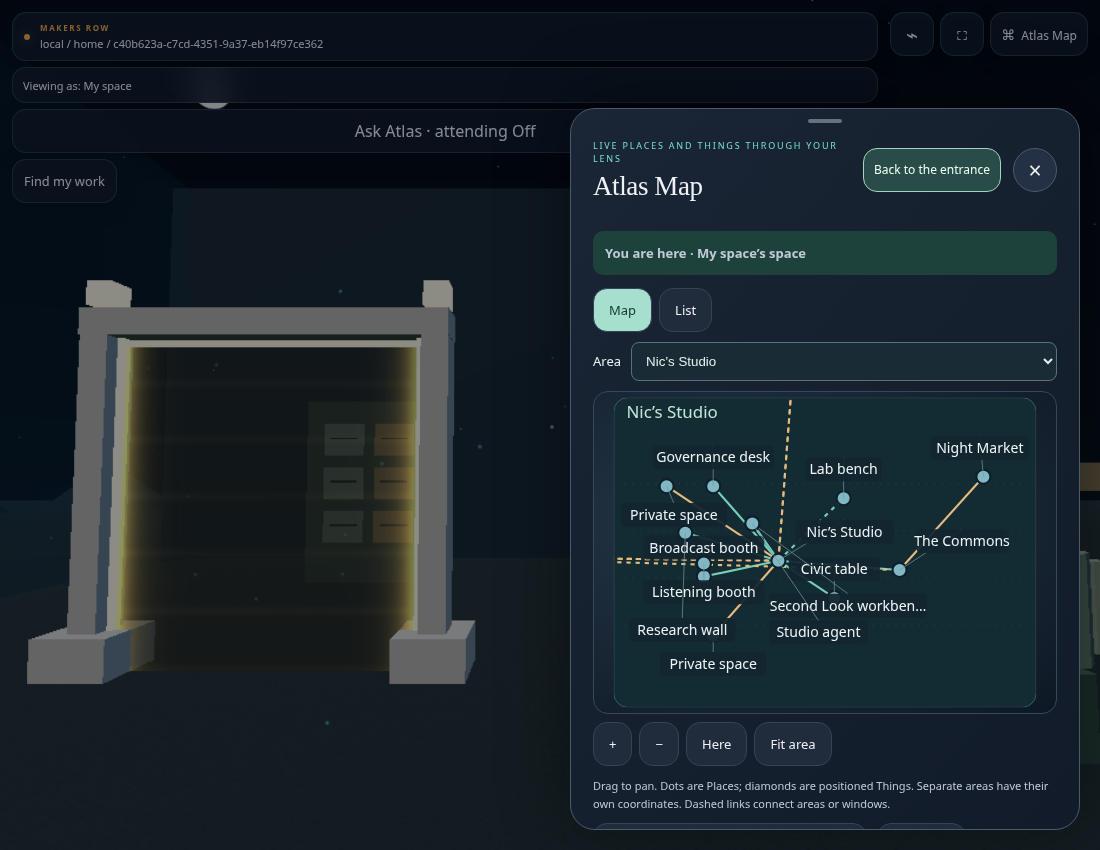 MAKERS ROW
local / home / c40b623a-c7cd-4351-9a37-eb14f97ce362
⌘ Atlas Map
Viewing as: My space
Ask Atlas · attending Off
Find my work
LIVE PLACES AND THINGS THROUGH YOUR
LENS
Atlas Map
Back to the entrance
×
You are here · My space’s space
Map
List
Area
Nic’s Studio
Nic’s Studio
Night Market
Governance desk
Lab bench
Private space
Nic’s Studio
The Commons
Broadcast booth
Civic table
Listening booth
Second Look workben…
Research wall
Studio agent
Private space
+
−
Here
Fit area
Drag to pan. Dots are Places; diamonds are positioned Things. Separate areas have their
own coordinates. Dashed links connect areas or windows.